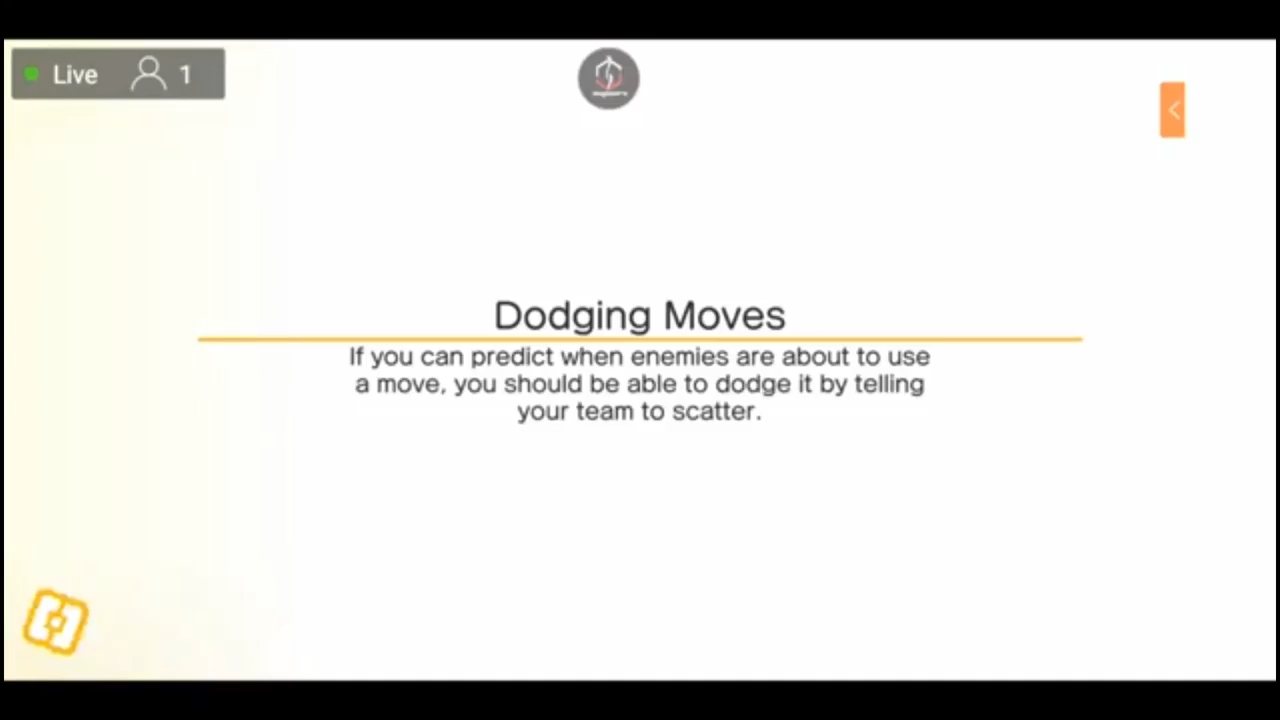 Live 1
Dodging Moves
If you can predict when enemies are about to use
a move, you should be able to dodge it by telling
your team to scatter.